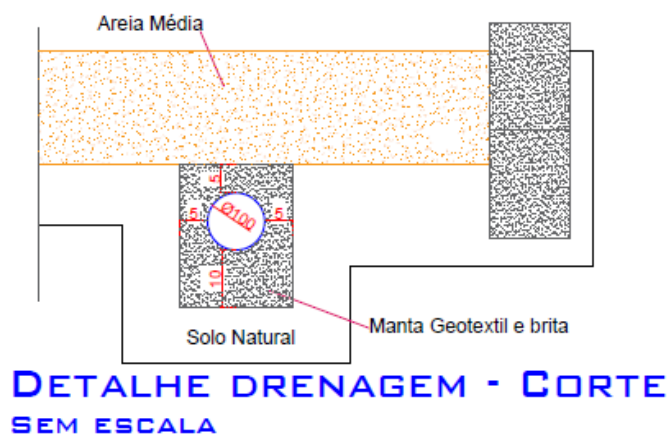 Areia Média
5
5
Ø100
5
10
Solo Natural
Manta Geotextil e brita
DETALHE DRENAGEM - CORTE
SEM ESCALA